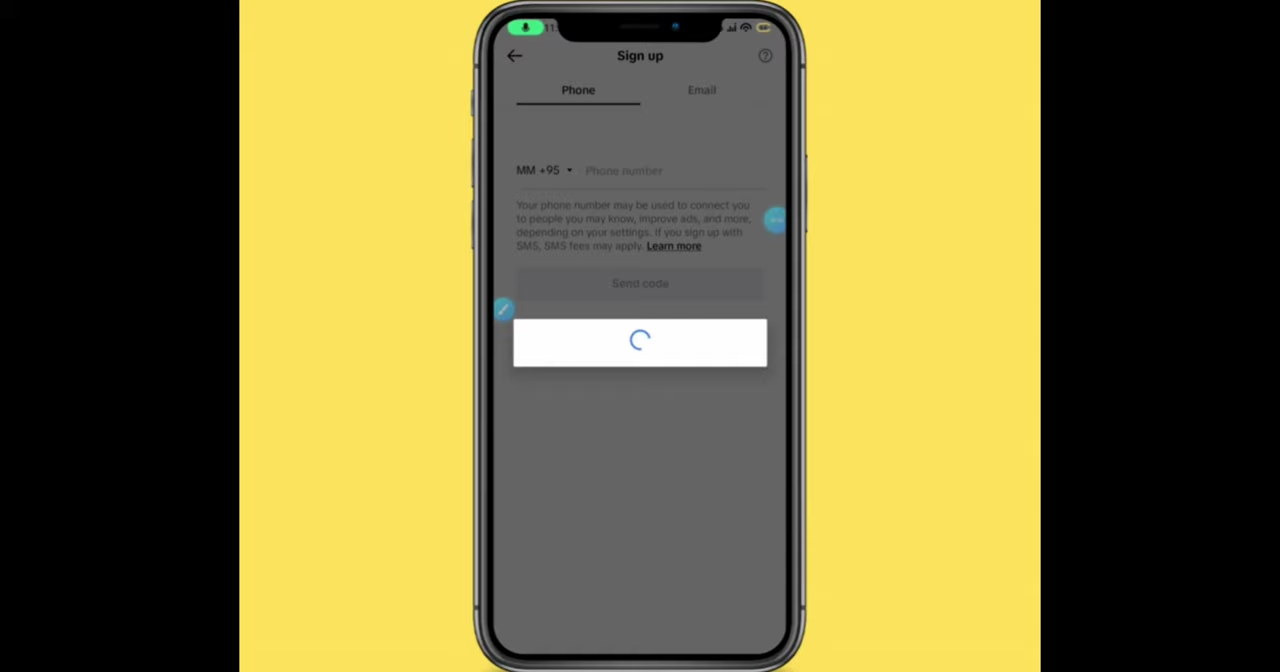 Sign up
Phone
Email
MM +95
Phone number
Your phone number may be used to connect you
to people you may know, improve ads, and more,
depending on your settings. If you sign up with
SMS, SMS fees may apply. Learn more
Send code